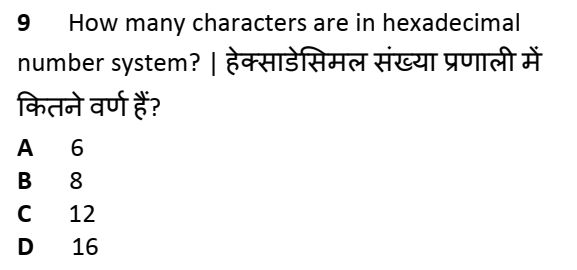 9 How many characters are in hexadecimal
number system? | हेक्साडेसिमल संख्या प्रणाली में
कितने वर्ण हैं?
A 6
B 8
C 12
D 16